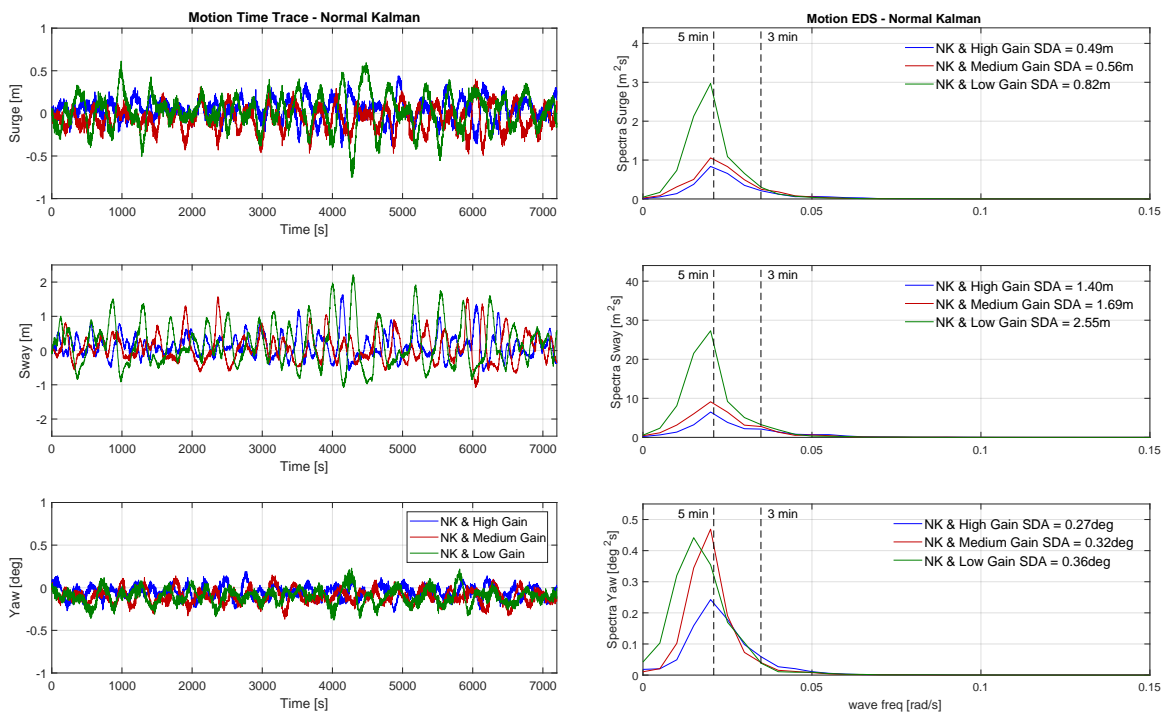 Motion Time Trace - Normal Kalman
1
0.5
0
-0.5
-1
Surge [m]
0 1000 2000 3000 4000 5000 6000 7000
Time [s]
Motion EDS - Normal Kalman
5 min 3 min
4
3
2
1
0
Spectra Surge [m²s]
NK & High Gain SDA = 0.49m
NK & Medium Gain SDA = 0.56m
NK & Low Gain SDA = 0.82m
0 0.05 0.1 0.15
2
1
0
-1
-2
Sway [m]
0 1000 2000 3000 4000 5000 6000 7000
Time [s]
5 min 3 min
40
30
20
10
0
Spectra Sway [m²s]
NK & High Gain SDA = 1.40m
NK & Medium Gain SDA = 1.69m
NK & Low Gain SDA = 2.55m
0 0.05 0.1 0.15
1
0.5
0
-0.5
-1
Yaw [deg]
NK & High Gain
NK & Medium Gain
NK & Low Gain
0 1000 2000 3000 4000 5000 6000 7000
Time [s]
5 min 3 min
0.5
0.4
0.3
0.2
0.1
0
Spectra Yaw [deg²s]
NK & High Gain SDA = 0.27deg
NK & Medium Gain SDA = 0.32deg
NK & Low Gain SDA = 0.36deg
0 0.05 0.1 0.15
wave freq [rad/s]